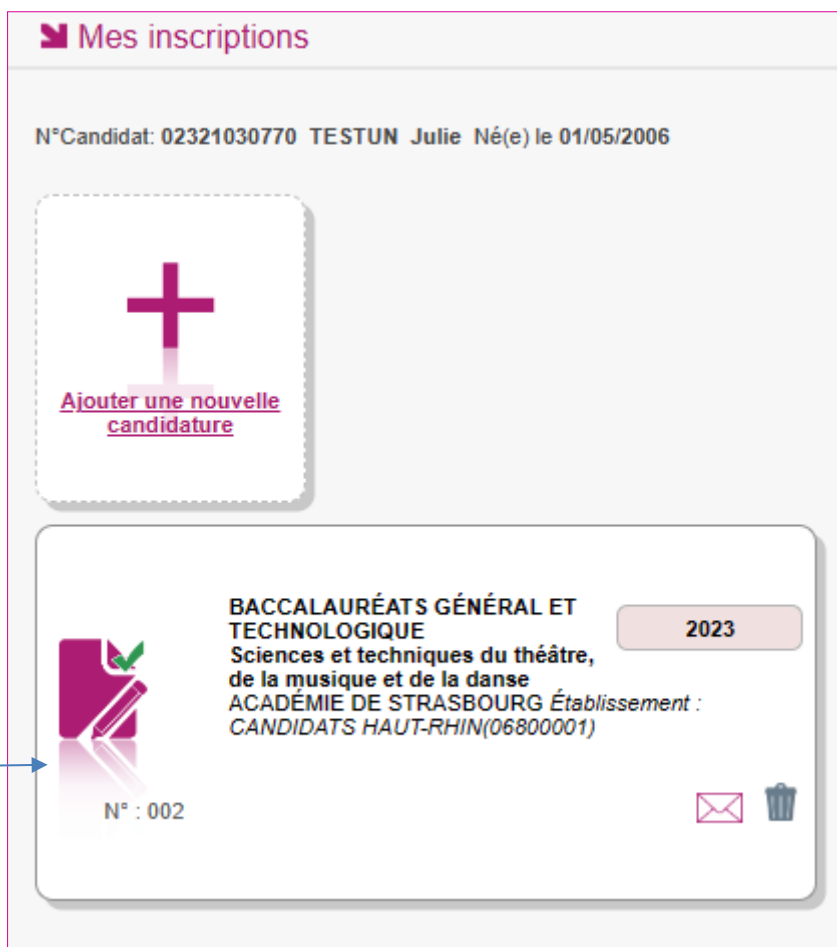 Mes inscriptions
N°Candidat: 02321030770 TESTUN Julie Né(e) le 01/05/2006
Ajouter une nouvelle
candidature
BACCALAURÉATS GÉNÉRAL ET
TECHNOLOGIQUE
2023
Sciences et techniques du théâtre,
de la musique et de la danse
ACADÉMIE DE STRASBOURG Établissement :
CANDIDATS HAUT-RHIN(06800001)
N° : 002